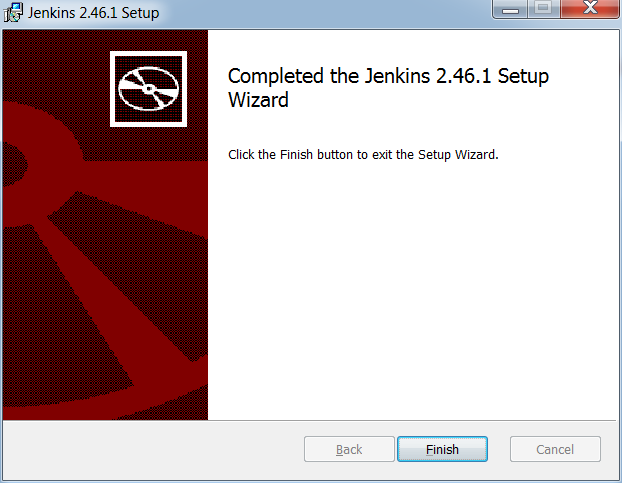 Jenkins 2.46.1 Setup
Completed the Jenkins 2.46.1 Setup
Wizard
Click the Finish button to exit the Setup Wizard.
Back
Finish
Cancel